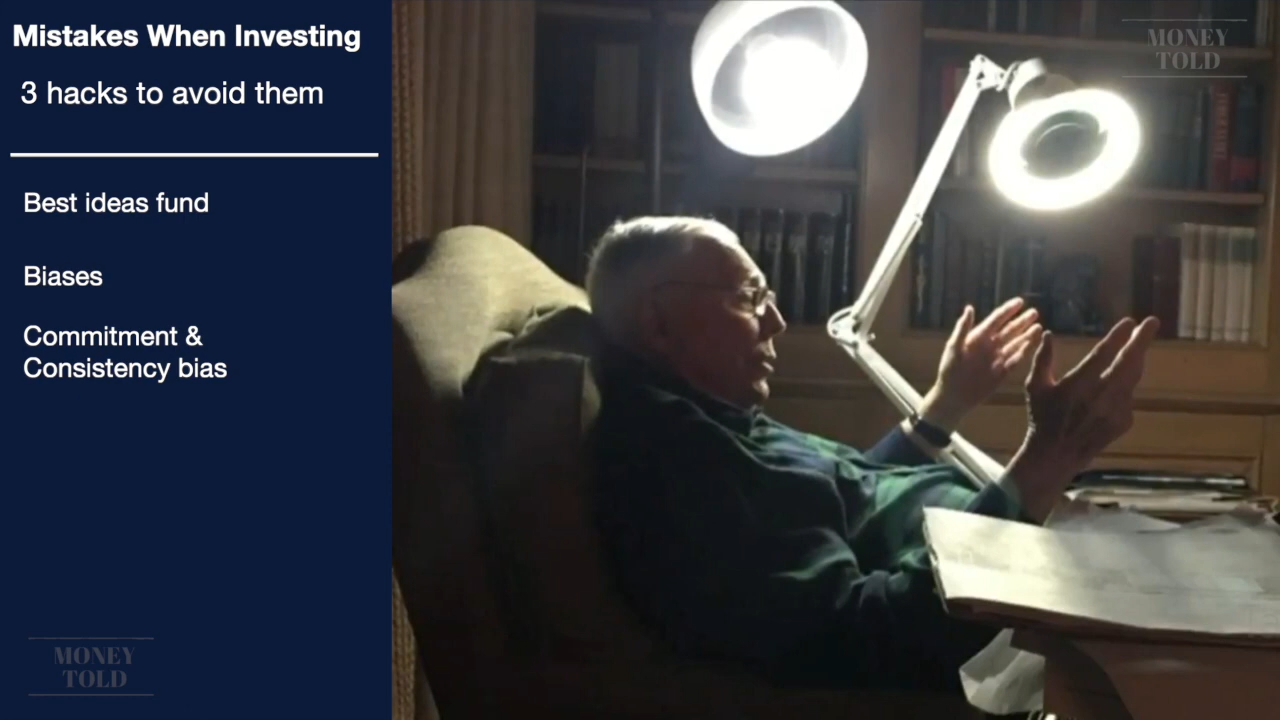 Mistakes When Investing
3 hacks to avoid them
Best ideas fund
Biases
Commitment &
Consistency bias
MONEY
TOLD
MONEY
TOLD